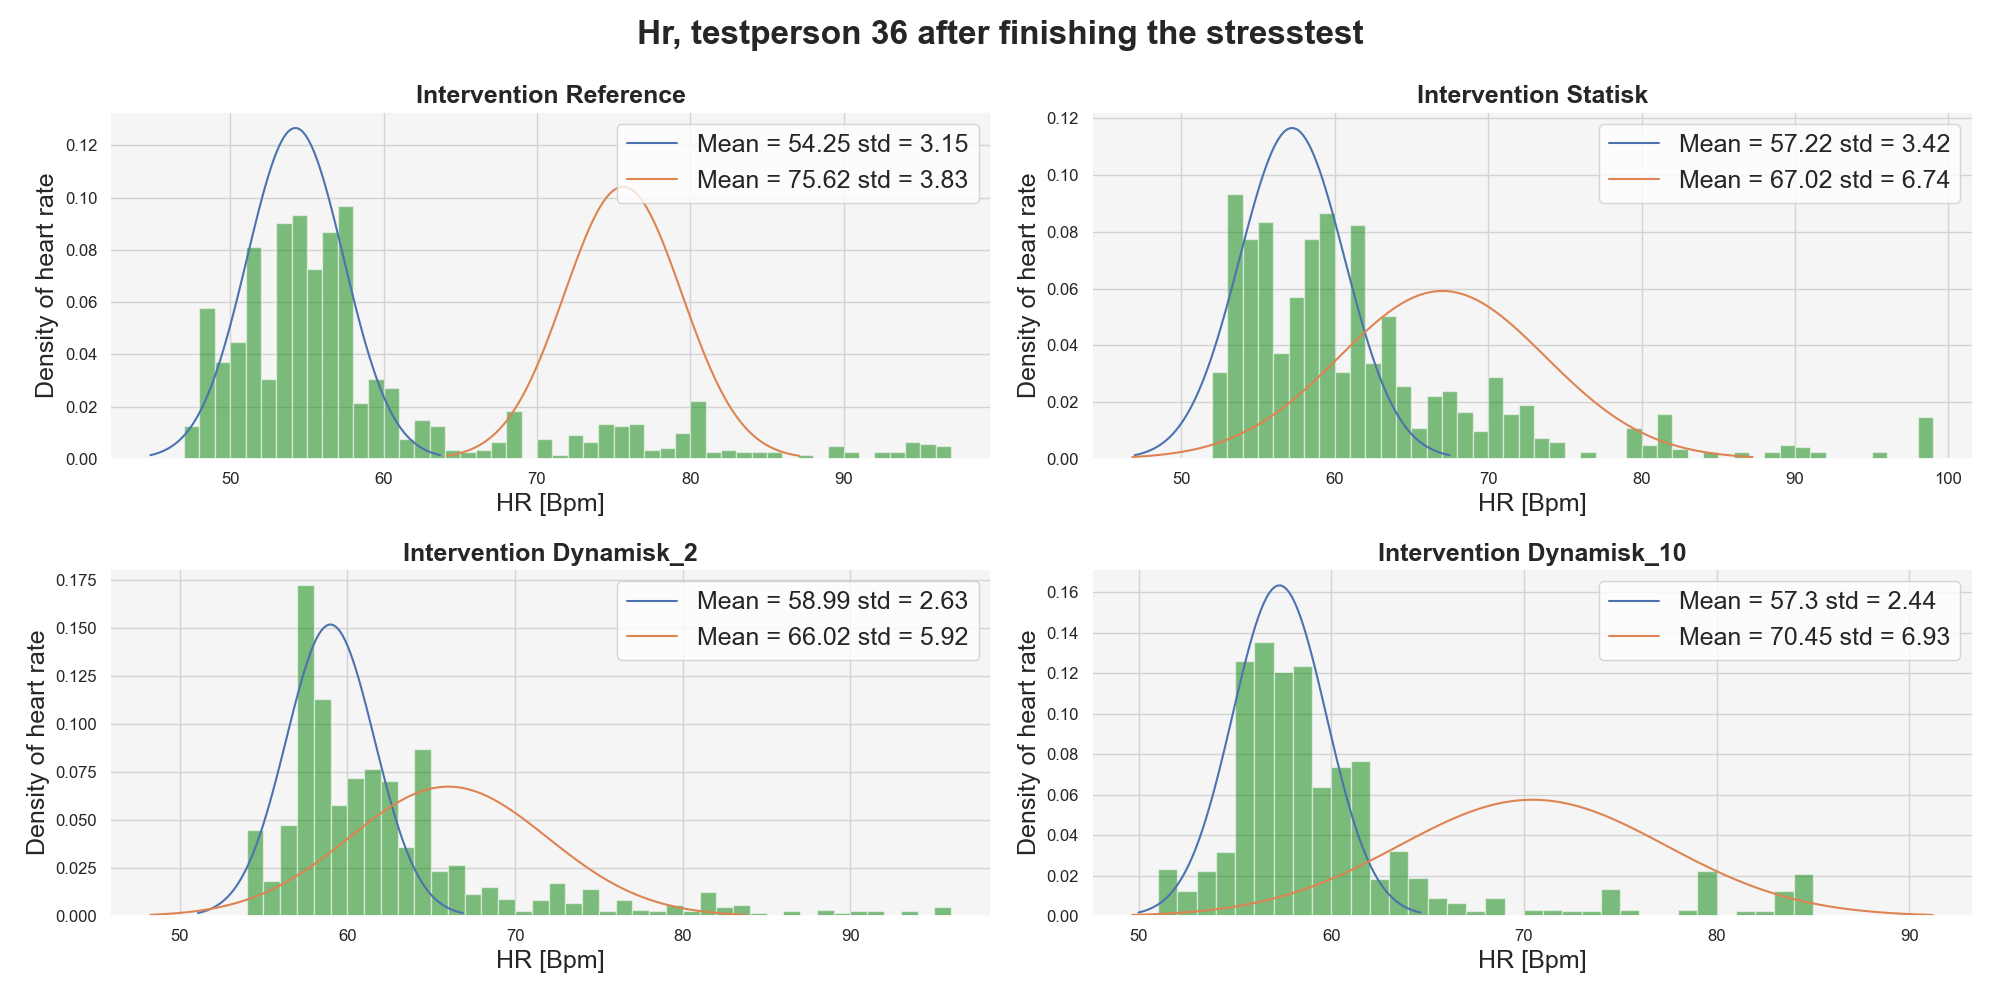 Hr, testperson 36 after finishing the stresstest
Intervention Reference
Mean = 54.25 std = 3.15
Mean = 75.62 std = 3.83
Density of heart rate
0.12
0.10
0.08
0.06
0.04
0.02
0.00
50 60 70 80 90
HR [Bpm]
Intervention Statisk
Mean = 57.22 std = 3.42
Mean = 67.02 std = 6.74
Density of heart rate
0.12
0.10
0.08
0.06
0.04
0.02
0.00
50 60 70 80 90 100
HR [Bpm]
Intervention Dynamisk_2
Mean = 58.99 std = 2.63
Mean = 66.02 std = 5.92
Density of heart rate
0.175
0.150
0.125
0.100
0.075
0.050
0.025
0.000
50 60 70 80 90
HR [Bpm]
Intervention Dynamisk_10
Mean = 57.3 std = 2.44
Mean = 70.45 std = 6.93
Density of heart rate
0.16
0.14
0.12
0.10
0.08
0.06
0.04
0.02
0.00
50 60 70 80 90
HR [Bpm]